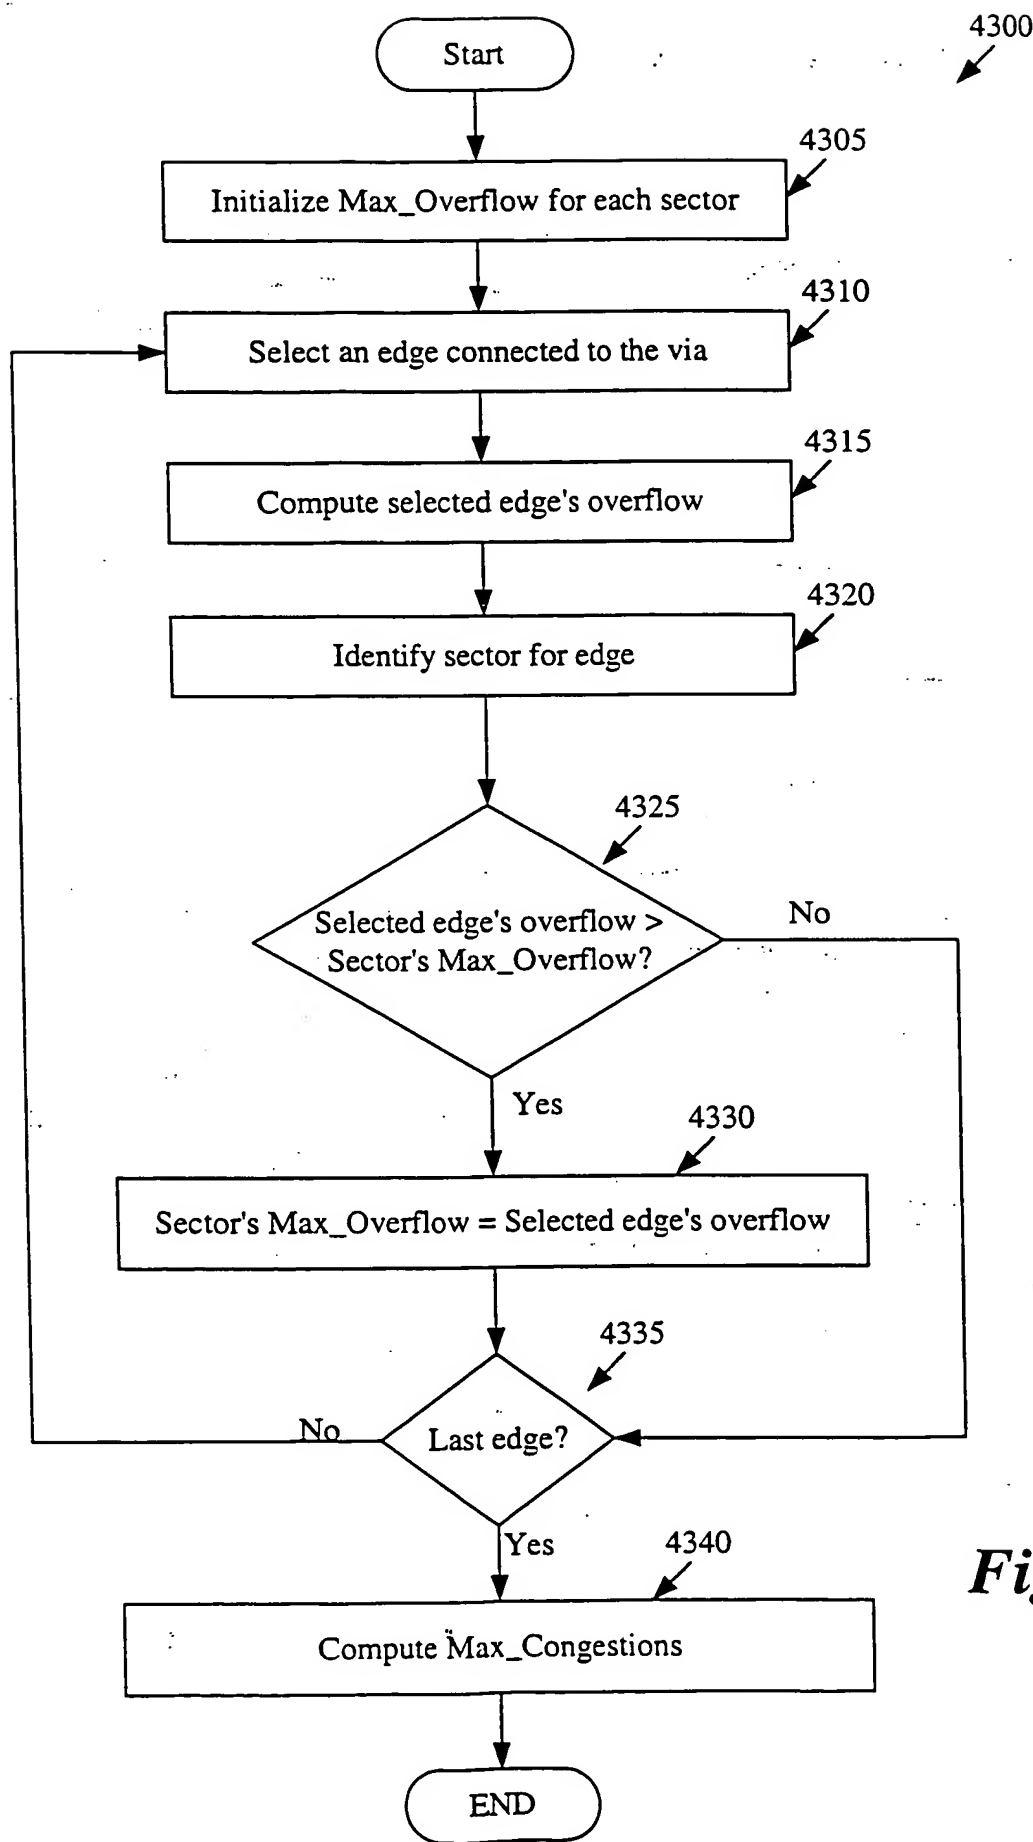 4300
Start
4305
Initialize Max_Overflow for each sector
4310
Select an edge connected to the via
4315
Compute selected edge's overflow
4320
Identify sector for edge
4325
Selected edge's overflow >
Sector's Max_Overflow?
No
Yes
4330
Sector's Max_Overflow = Selected edge's overflow
4335
Last edge?
No
Yes
4340
Compute Max_Congestions
END